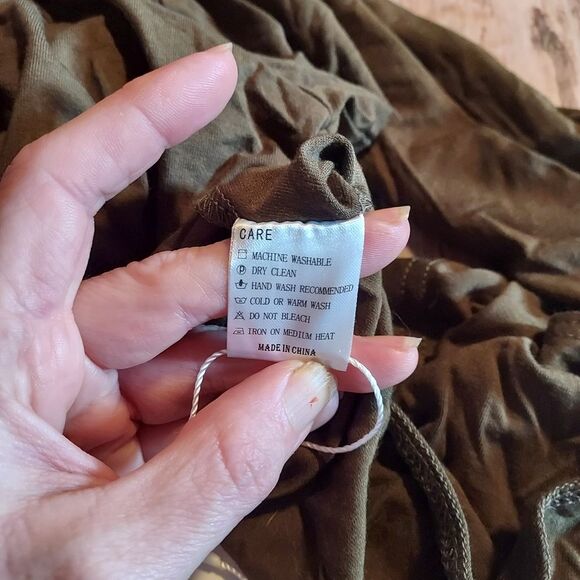 CARE
MACHINE WASHABLE
DRY CLEAN
HAND WASH RECOMMENDED
COLD OR WARM WASH
DO NOT BLEACH
IRON ON MEDIUM HEAT
MADE IN CHINA